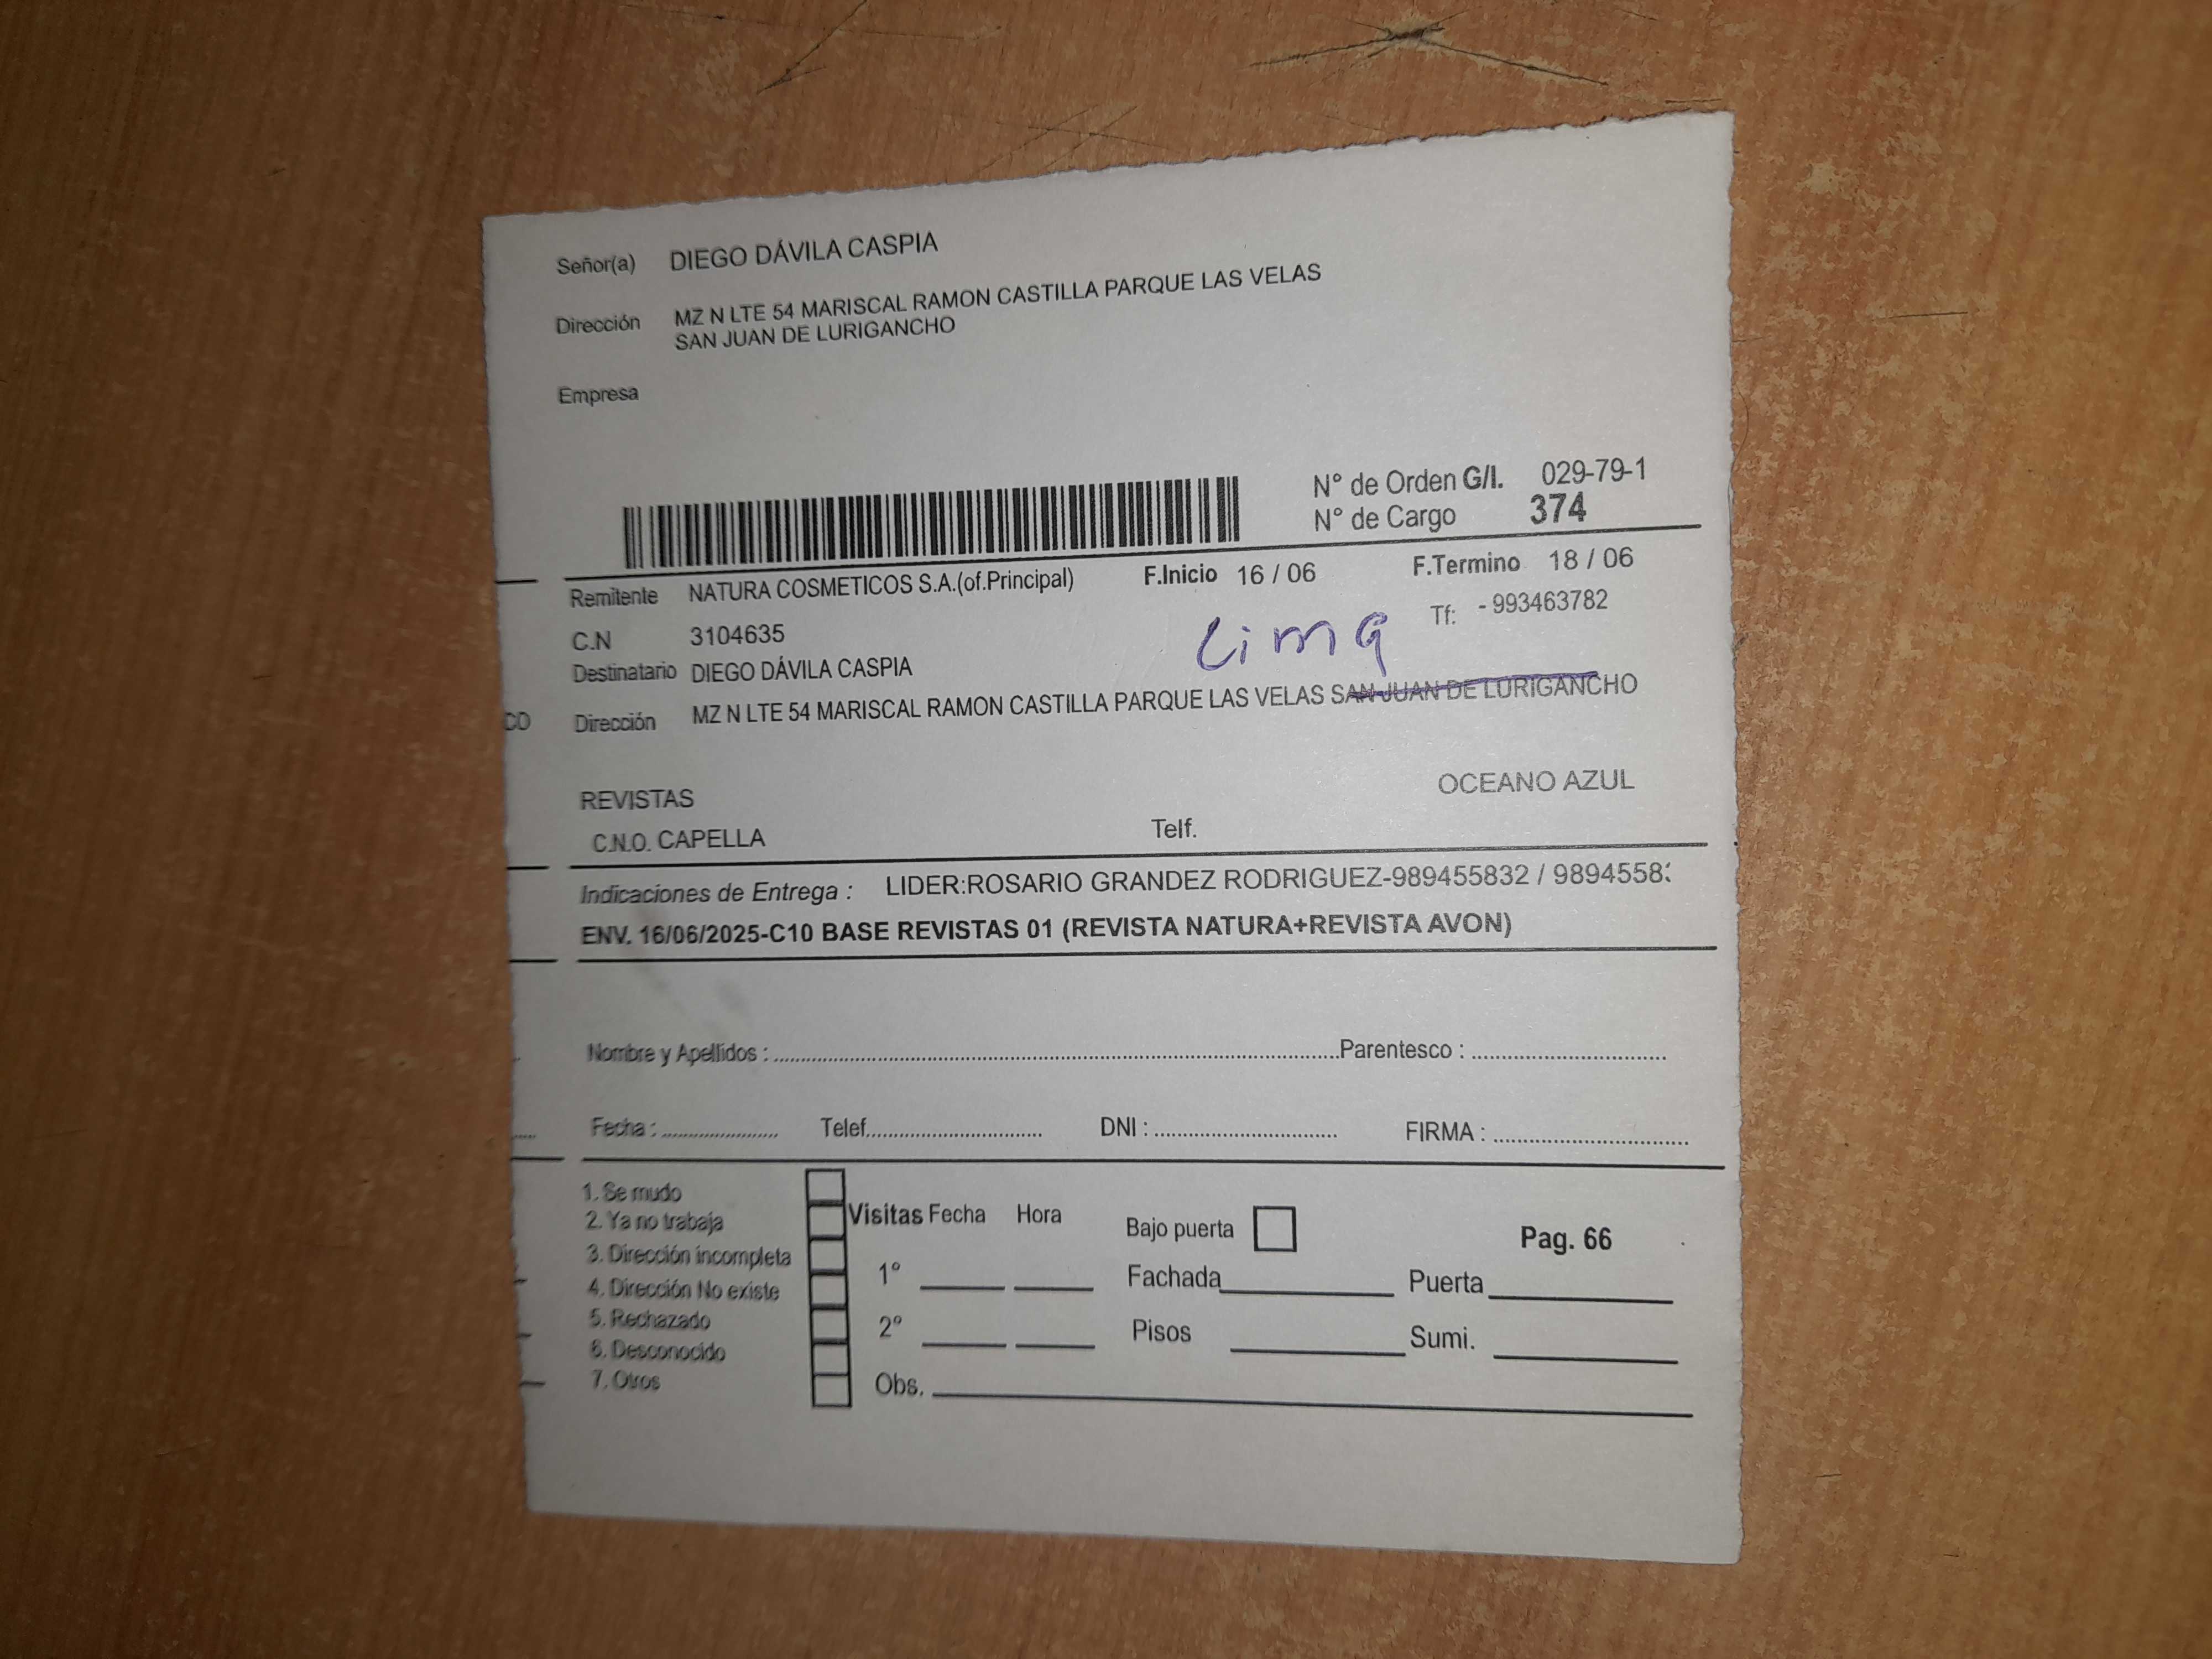 Señor(a) DIEGO DÁVILA CASPIA
Dirección MZ N LTE 54 MARISCAL RAMON CASTILLA PARQUE LAS VELAS
SAN JUAN DE LURIGANCHO
Empresa
N° de Orden G/I. 029-79-1
N° de Cargo 374
Remitente NATURA COSMETICOS S.A.(of.Principal) F.Inicio 16 / 06 F.Termino 18 / 06
Tf: - 993463782
C.N 3104635
Lima
Destinatario DIEGO DÁVILA CASPIA
CO Dirección MZ N LTE 54 MARISCAL RAMON CASTILLA PARQUE LAS VELAS SAN JUAN DE LURIGANCHO
REVISTAS OCEANO AZUL
C.N.O. CAPELLA Telf.
Indicaciones de Entrega : LIDER:ROSARIO GRANDEZ RODRIGUEZ-989455832 / 98945583
ENV. 16/06/2025-C10 BASE REVISTAS 01 (REVISTA NATURA+REVISTA AVON)
Nombre y Apellidos : Parentesco :
Fecha : Telef. DNI : FIRMA :
1. Se mudo
2. Ya no trabaja Visitas Fecha Hora Bajo puerta Pag. 66
3. Dirección incompleta
4. Dirección No existe 1° Fachada Puerta
5. Rechazado
6. Desconocido 2° Pisos Sumi.
7. Otros Obs.